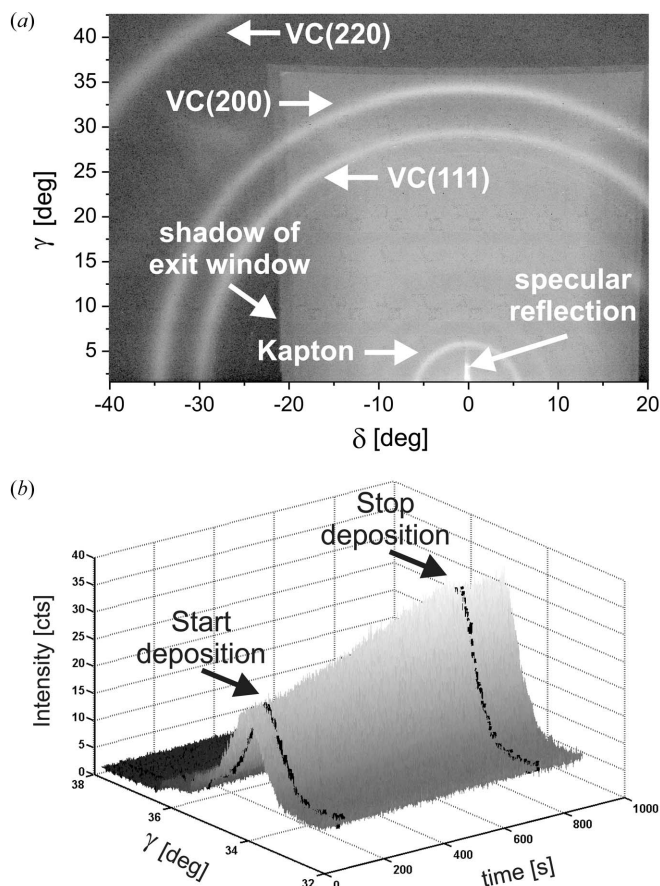 (a)
VC(220)
VC(200)
VC(111)
shadow of
exit window
specular
reflection
Kapton
γ [deg]
40
35
30
25
20
15
10
5
-40
-30
-20
-10
0
10
20
δ [deg]
(b)
Stop
deposition
Start
deposition
Intensity [cts]
40
35
30
25
20
15
10
5
0
38
36
34
32
γ [deg]
0
200
400
600
800
1000
time [s]